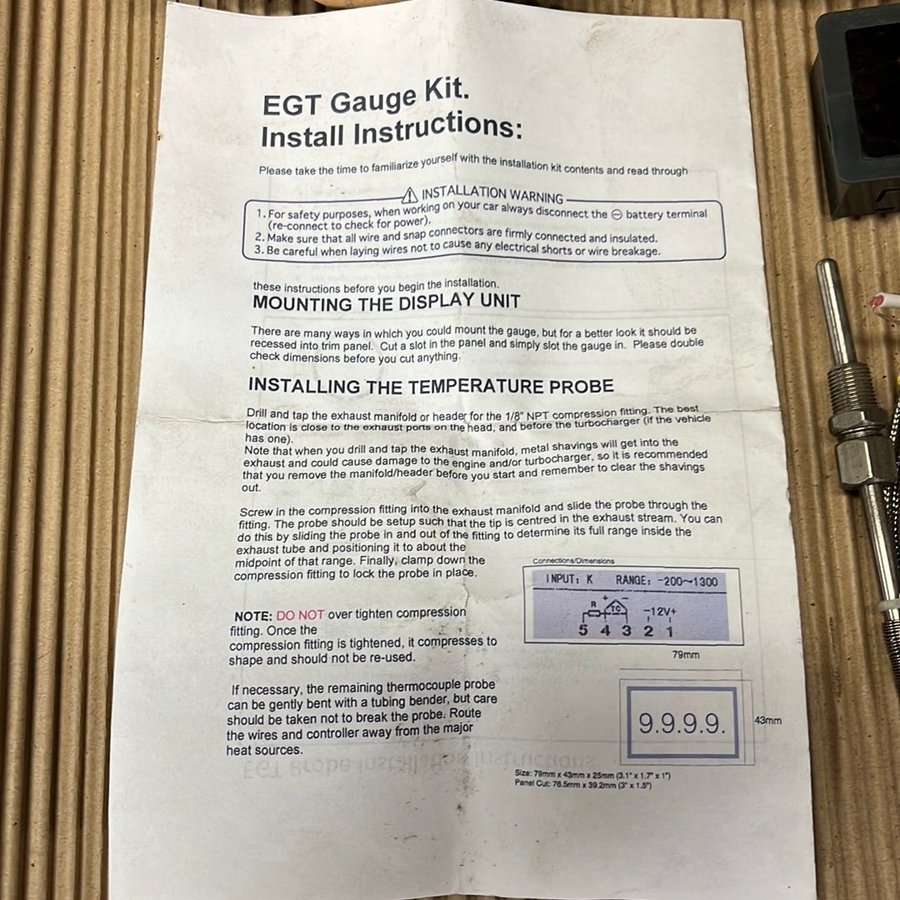 EGT Gauge Kit.
Install Instructions:
Please take the time to familiarize yourself with the installation kit contents and read through
INSTALLATION WARNING
1. For safety purposes, when working on your car always disconnect the ⊖ battery terminal
(re-connect to check for power).
2. Make sure that all wire and snap connectors are firmly connected and insulated.
3. Be careful when laying wires not to cause any electrical shorts or wire breakage.
these instructions before you begin the installation.
MOUNTING THE DISPLAY UNIT
There are many ways in which you could mount the gauge, but for a better look it should be
recessed into trim panel. Cut a slot in the panel and simply slot the gauge in. Please double
check dimensions before you cut anything.
INSTALLING THE TEMPERATURE PROBE
Drill and tap the exhaust manifold or header for the 1/8" NPT compression fitting. The best
location is close to the exhaust ports on the head, and before the turbocharger (if the vehicle
has one).
Note that when you drill and tap the exhaust manifold, metal shavings will get into the
exhaust and could cause damage to the engine and/or turbocharger, so it is recommended
that you remove the manifold/header before you start and remember to clear the shavings
out.
Screw in the compression fitting into the exhaust manifold and slide the probe through the
fitting. The probe should be setup such that the tip is centred in the exhaust stream. You can
do this by sliding the probe in and out of the fitting to determine its full range inside the
exhaust tube and positioning it to about the
midpoint of that range. Finally, clamp down the
compression fitting to lock the probe in place.
NOTE: DO NOT over tighten compression
fitting. Once the
compression fitting is tightened, it compresses to
shape and should not be re-used.
If necessary, the remaining thermocouple probe
can be gently bent with a tubing bender, but care
should be taken not to break the probe. Route
the wires and controller away from the major
heat sources.
Connections/Dimensions
INPUT: K RANGE: -200~1300
R + TC - -12V+
5 4 3 2 1
79mm
9.9.9.9.
43mm
Size: 79mm x 43mm x 25mm (3.1" x 1.7" x 1")
Panel Cut: 76.5mm x 39.2mm (3" x 1.5")
EGT Probe Installation Instructions